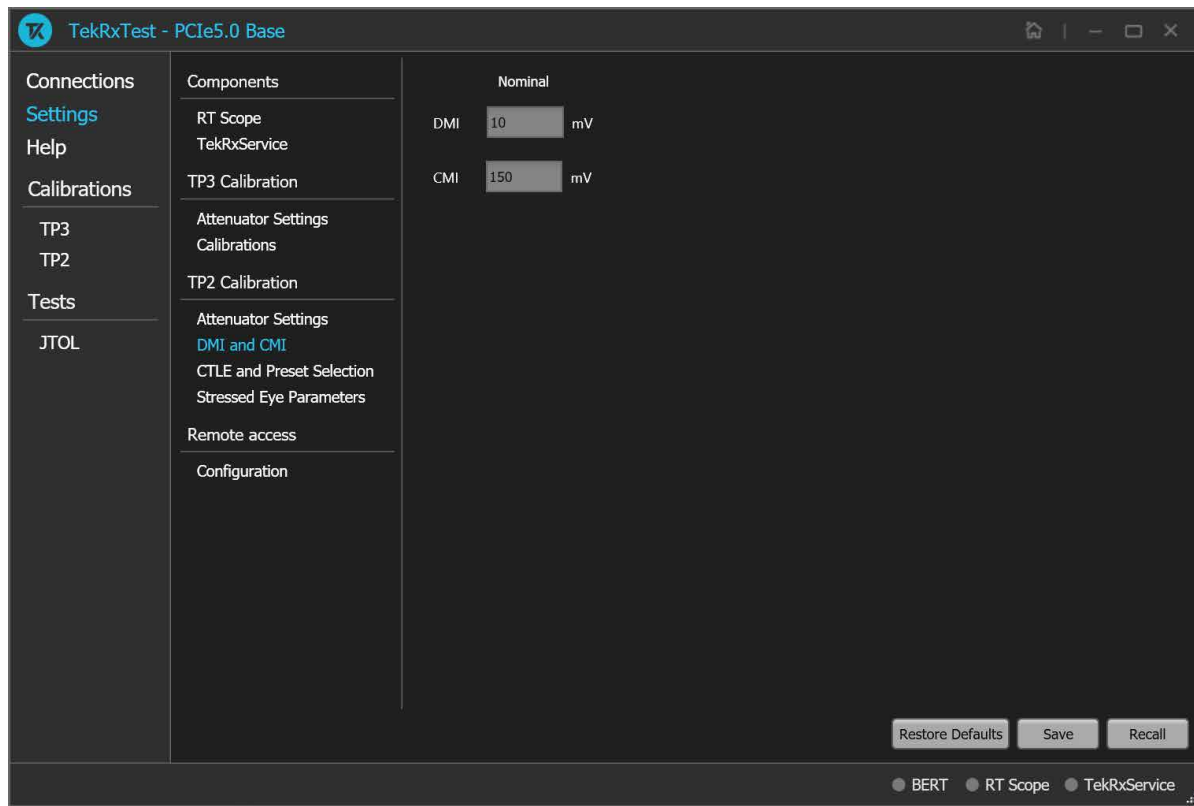 TK TekRxTest - PCIe5.0 Base
Connections
Settings
Help
Calibrations
TP3
TP2
Tests
JTOL
Components
RT Scope
TekRxService
TP3 Calibration
Attenuator Settings
Calibrations
TP2 Calibration
Attenuator Settings
DMI and CMI
CTLE and Preset Selection
Stressed Eye Parameters
Remote access
Configuration
Nominal
DMI 10 mV
CMI 150 mV
Restore Defaults Save Recall
BERT RT Scope TekRxService